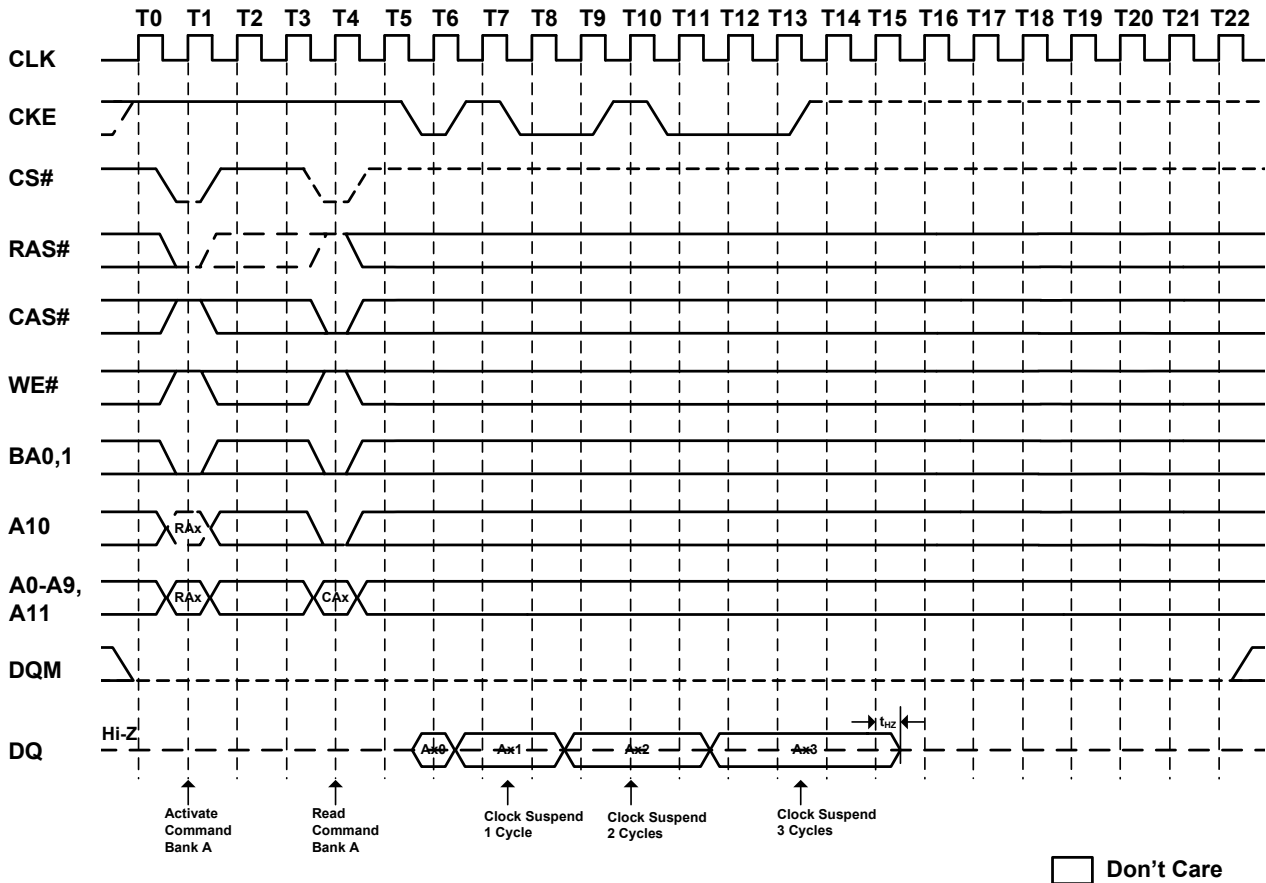 T0 T1 T2 T3 T4 T5 T6 T7 T8 T9 T10 T11 T12 T13 T14 T15 T16 T17 T18 T19 T20 T21 T22
CLK
CKE
CS#
RAS#
CAS#
WE#
BA0,1
A10
RAx
A0-A9,
A11
RAx
CAx
DQM
tHZ
Hi-Z
DQ
Ax0
Ax1
Ax2
Ax3
Activate
Command
Bank A
Read
Command
Bank A
Clock Suspend
1 Cycle
Clock Suspend
2 Cycles
Clock Suspend
3 Cycles
Don't Care